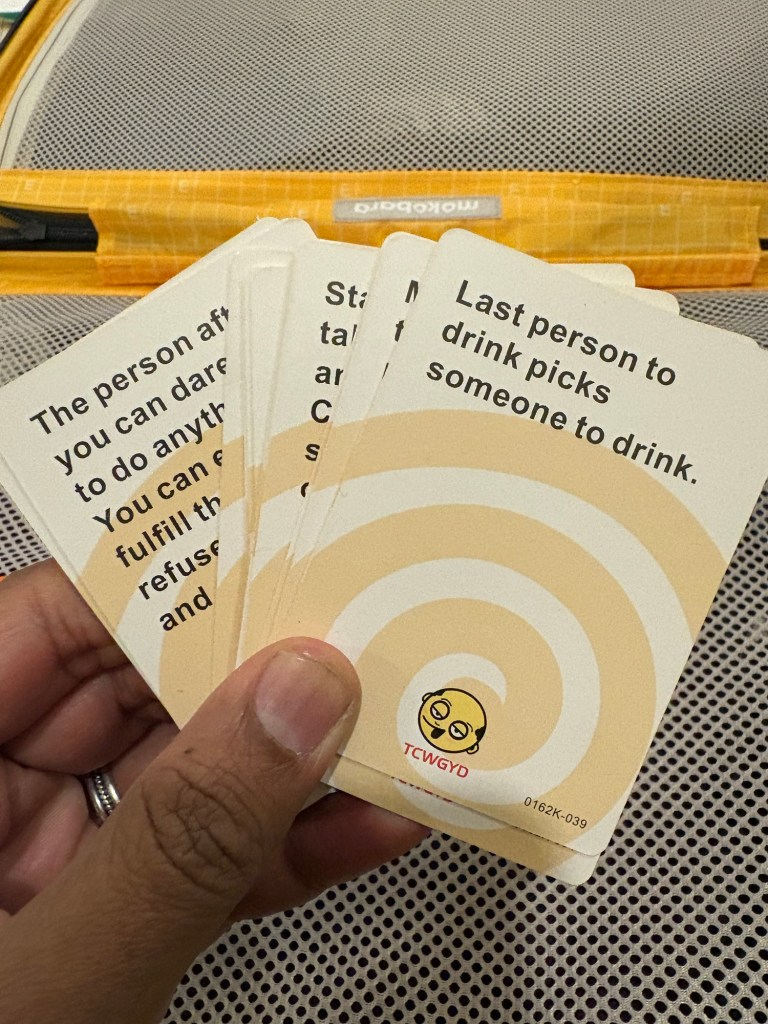 mokobara
The person aft
you can dare
to do anyth
You can e
fulfill th
refuse
and
Sta
tal
ar
C
s
M
f
Last person to
drink picks
someone to drink.
TCWGYD
0162K-039